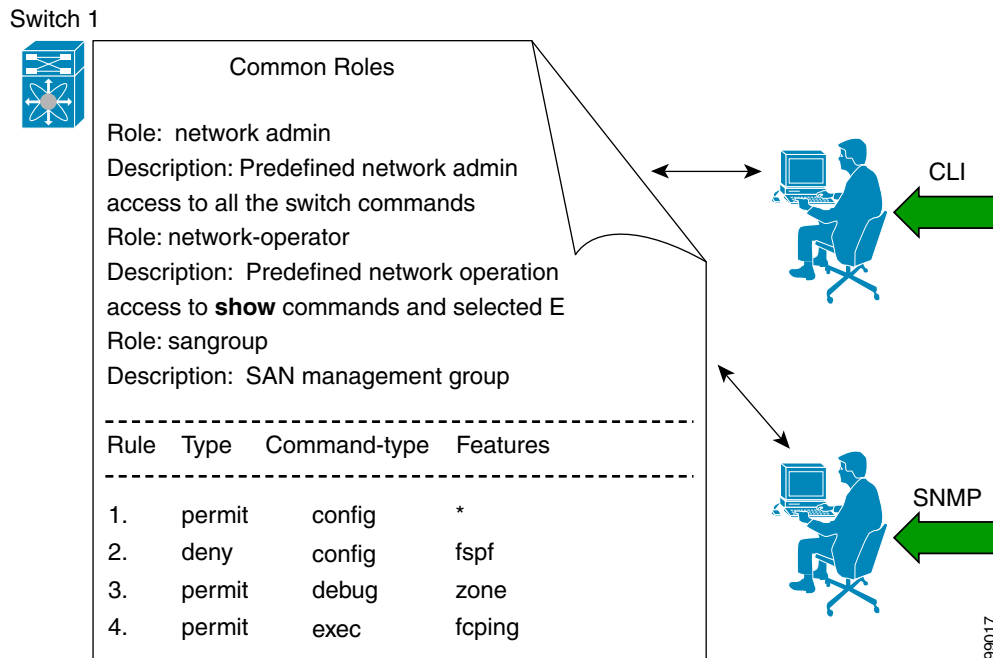 Switch 1
Common Roles
Role: network admin
Description: Predefined network admin
access to all the switch commands
Role: network-operator
Description: Predefined network operation
access to show commands and selected E
Role: sangroup
Description: SAN management group
Rule Type Command-type Features
1. permit config *
2. deny config fspf
3. permit debug zone
4. permit exec fcping
CLI
SNMP
99017